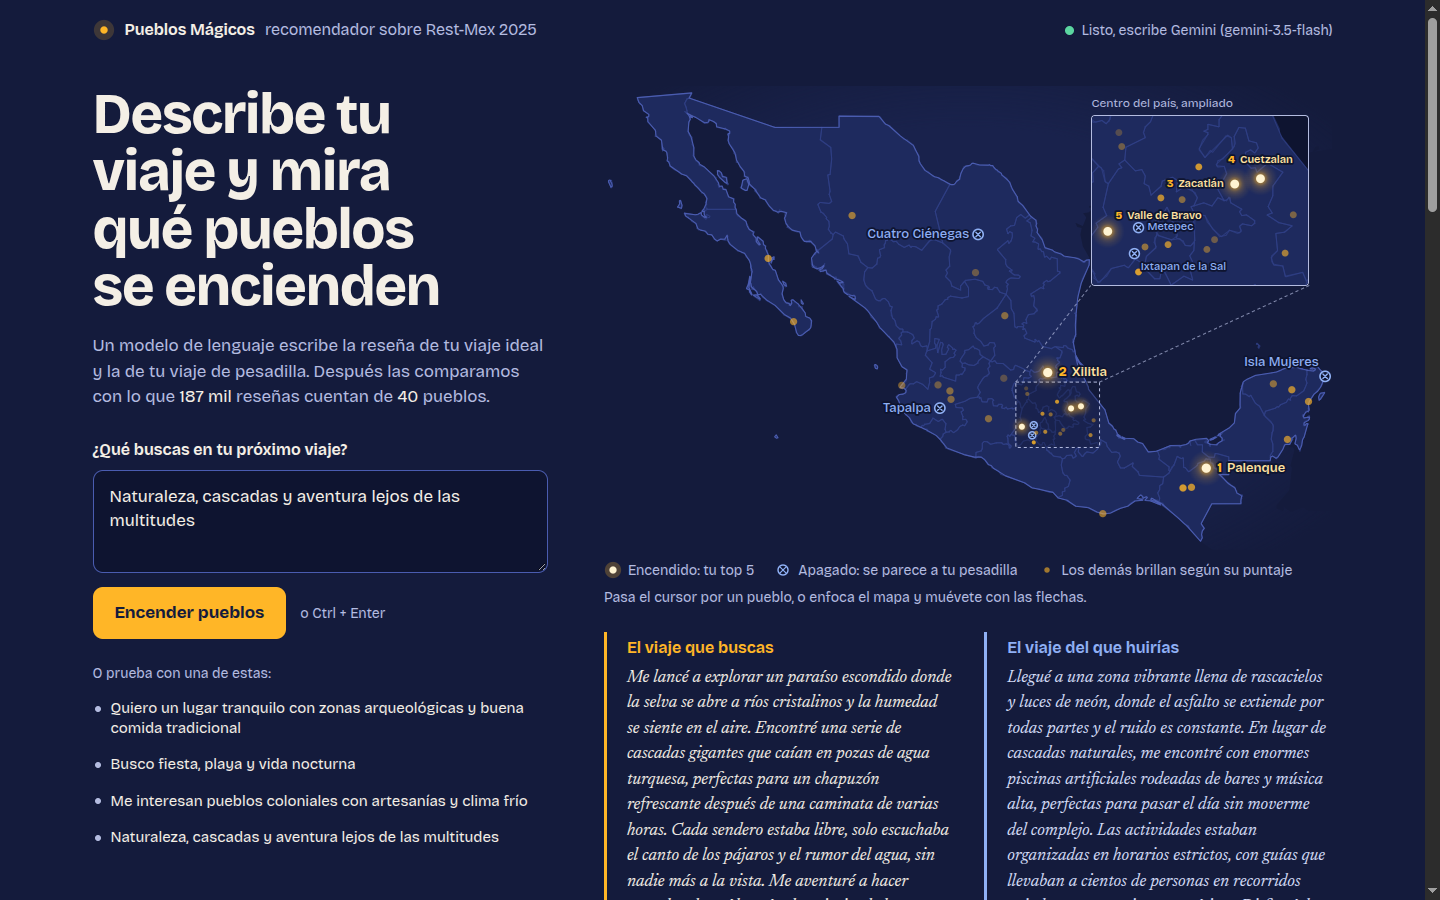 Pueblos Mágicos recomendador sobre Rest-Mex 2025
Listo, escribe Gemini (gemini-3.5-flash)
Describe tu
viaje y mira
qué pueblos
se encienden
Un modelo de lenguaje escribe la reseña de tu viaje ideal
y la de tu viaje de pesadilla. Después las comparamos
con lo que 187 mil reseñas cuentan de 40 pueblos.
¿Qué buscas en tu próximo viaje?
Naturaleza, cascadas y aventura lejos de las
multitudes
Encender pueblos
o Ctrl + Enter
O prueba con una de estas:
Quiero un lugar tranquilo con zonas arqueológicas y buena
comida tradicional
Busco fiesta, playa y vida nocturna
Me interesan pueblos coloniales con artesanías y clima frío
Naturaleza, cascadas y aventura lejos de las multitudes
Centro del país, ampliado
4 Cuetzalan
3 Zacatlán
5 Valle de Bravo
Metepec
Ixtapan de la Sal
Cuatro Ciénegas
Isla Mujeres
2 Xilitla
Tapalpa
1 Palenque
Encendido: tu top 5
Apagado: se parece a tu pesadilla
Los demás brillan según su puntaje
Pasa el cursor por un pueblo, o enfoca el mapa y muévete con las flechas.
El viaje que buscas
Me lancé a explorar un paraíso escondido donde
la selva se abre a ríos cristalinos y la humedad
se siente en el aire. Encontré una serie de
cascadas gigantes que caían en pozas de agua
turquesa, perfectas para un chapuzón
refrescante después de una caminata de varias
horas. Cada sendero estaba libre, solo escuchaba
el canto de los pájaros y el rumor del agua, sin
nadie más a la vista. Me aventuré a hacer
El viaje del que huirías
Llegué a una zona vibrante llena de rascacielos
y luces de neón, donde el asfalto se extiende por
todas partes y el ruido es constante. En lugar de
cascadas naturales, me encontré con enormes
piscinas artificiales rodeadas de bares y música
alta, perfectas para pasar el día sin moverme
del complejo. Las actividades estaban
organizadas en horarios estrictos, con guías que
llevaban a cientos de personas en recorridos